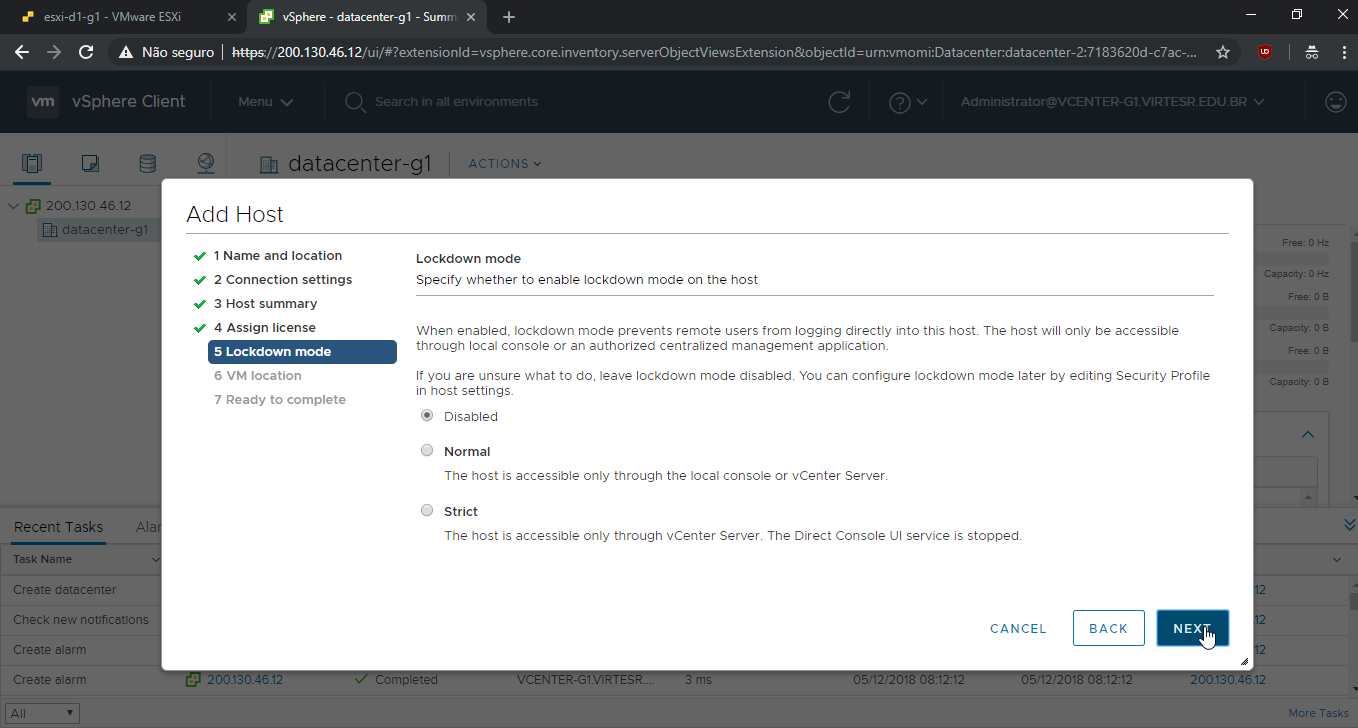 esxi-d1-g1 - VMware ESXi
vSphere - datacenter-g1 - Summ
Não seguro
https://200.130.46.12/ui/#?extensionId=vsphere.core.inventory.serverObjectViewsExtension&objectId=urn:vmomi:Datacenter:datacenter-2:7183620d-c7ac-...
vm vSphere Client
Menu
Search in all environments
Administrator@VCENTER-G1.VIRTESR.EDU.BR
datacenter-g1
ACTIONS
200.130.46.12
datacenter-g1
Free: 0 Hz
Capacity: 0 Hz
Free: 0 B
Capacity: 0 B
Free: 0 B
Capacity: 0 B
Add Host
1 Name and location
2 Connection settings
3 Host summary
4 Assign license
5 Lockdown mode
6 VM location
7 Ready to complete
Lockdown mode
Specify whether to enable lockdown mode on the host
When enabled, lockdown mode prevents remote users from logging directly into this host. The host will only be accessible
through local console or an authorized centralized management application.
If you are unsure what to do, leave lockdown mode disabled. You can configure lockdown mode later by editing Security Profile
in host settings.
Disabled
Normal
The host is accessible only through the local console or vCenter Server.
Strict
The host is accessible only through vCenter Server. The Direct Console UI service is stopped.
CANCEL
BACK
NEXT
Recent Tasks
Alar
Task Name
Create datacenter
12
Check new notifications
12
Create alarm
12
Create alarm 200.130.46.12 Completed VCENTER-G1.VIRTESR.... 3 ms 05/12/2018 08:12:12 05/12/2018 08:12:12 200.130.46.12
All
More Tasks